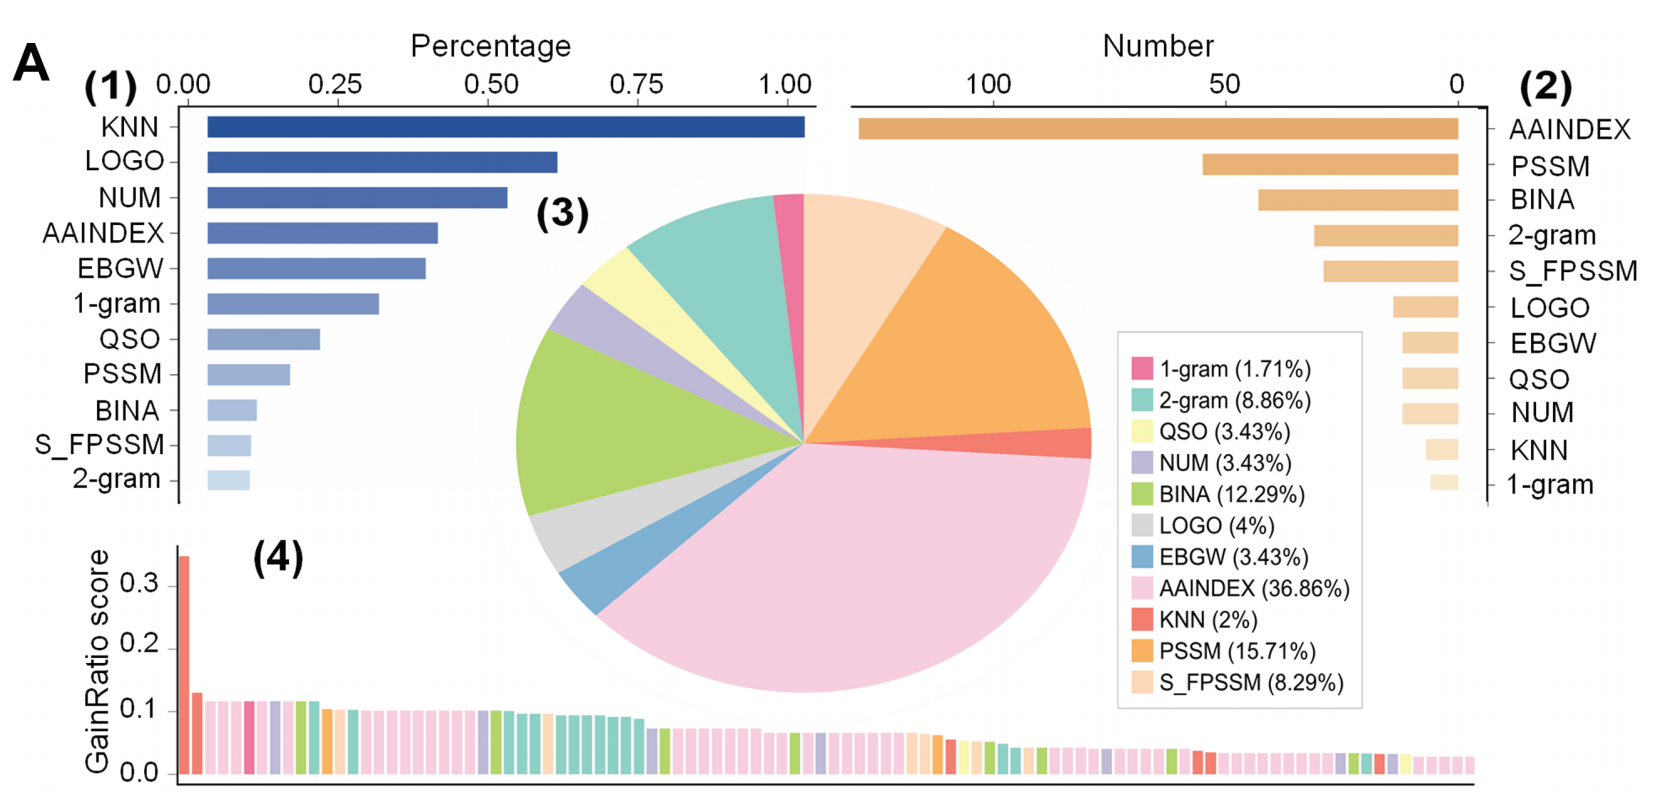 A
Percentage
Number
(1)
0.00 0.25 0.50 0.75 1.00
100 50 0
(2)
KNN
LOGO
NUM
AAINDEX
EBGW
1-gram
QSO
PSSM
BINA
S_FPSSM
2-gram
AAINDEX
PSSM
BINA
2-gram
S_FPSSM
LOGO
EBGW
QSO
NUM
KNN
1-gram
(3)
1-gram (1.71%)
2-gram (8.86%)
QSO (3.43%)
NUM (3.43%)
BINA (12.29%)
LOGO (4%)
EBGW (3.43%)
AAINDEX (36.86%)
KNN (2%)
PSSM (15.71%)
S_FPSSM (8.29%)
(4)
GainRatio score
0.3
0.2
0.1
0.0